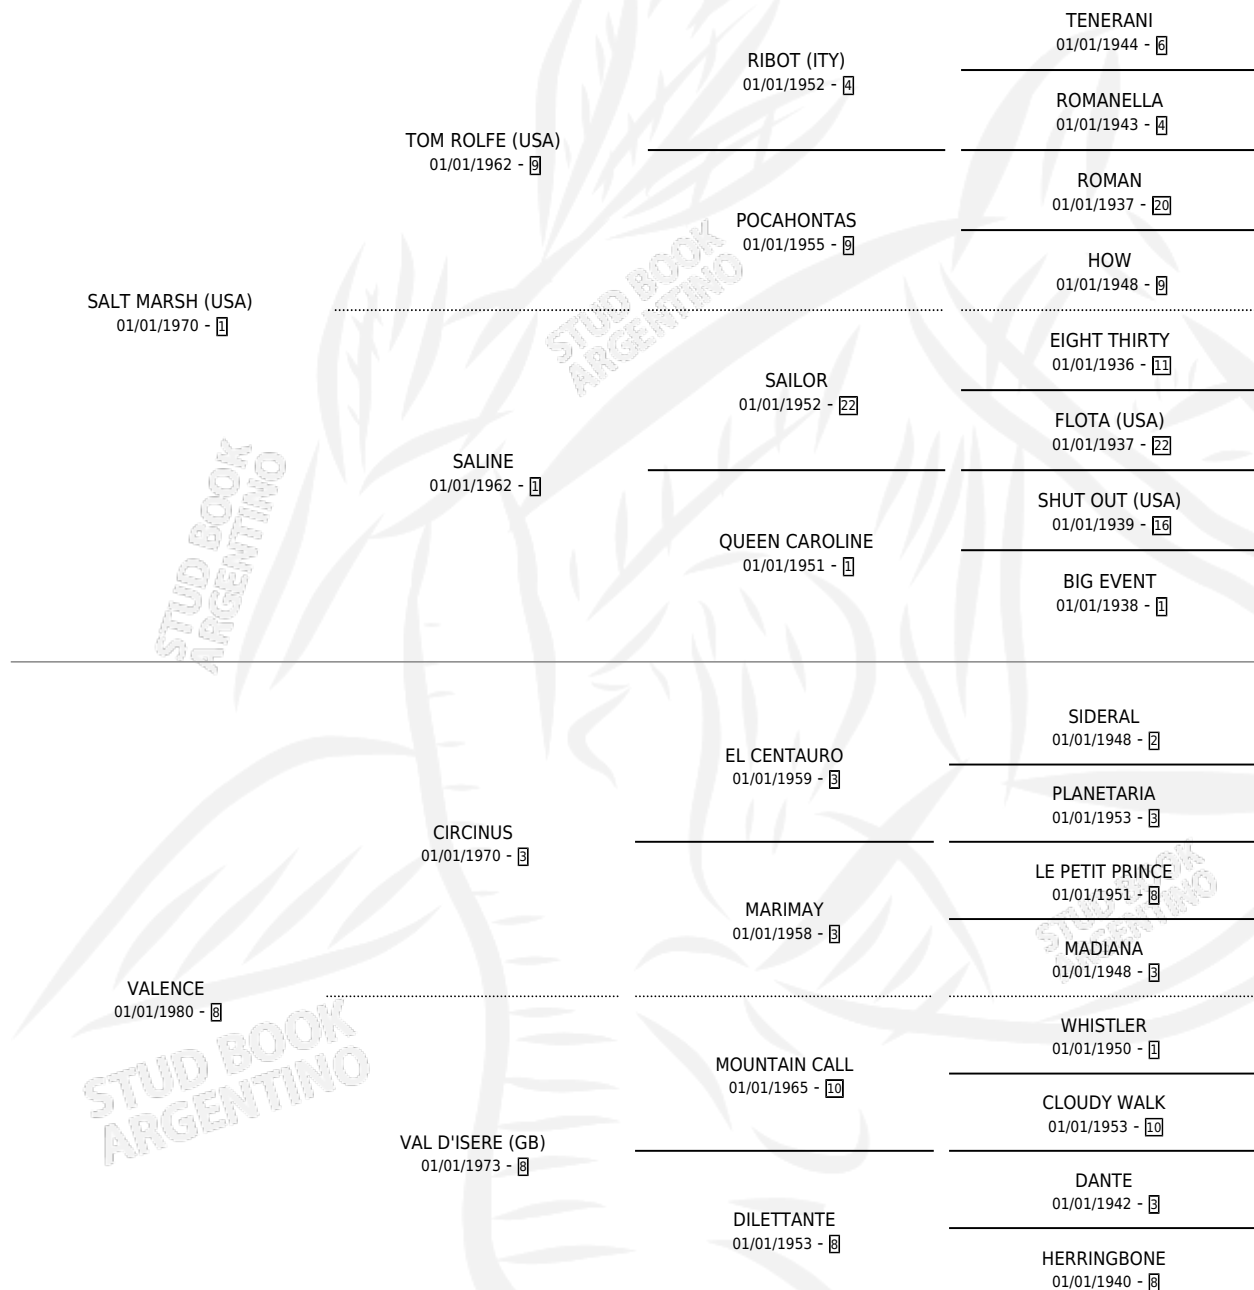 TENERANI
01/01/1944 - 6
RIBOT (ITY)
01/01/1952 - 4
ROMANELLA
01/01/1943 - 4
TOM ROLFE (USA)
01/01/1962 - 9
ROMAN
01/01/1937 - 20
POCAHONTAS
01/01/1955 - 9
HOW
01/01/1948 - 9
SALT MARSH (USA)
01/01/1970 - 1
EIGHT THIRTY
01/01/1936 - 11
SAILOR
01/01/1952 - 22
FLOTA (USA)
01/01/1937 - 22
SALINE
01/01/1962 - 1
SHUT OUT (USA)
01/01/1939 - 16
QUEEN CAROLINE
01/01/1951 - 1
BIG EVENT
01/01/1938 - 1
SIDERAL
01/01/1948 - 2
EL CENTAURO
01/01/1959 - 3
PLANETARIA
01/01/1953 - 3
CIRCINUS
01/01/1970 - 3
LE PETIT PRINCE
01/01/1951 - 8
MARIMAY
01/01/1958 - 3
MADIANA
01/01/1948 - 3
VALENCE
01/01/1980 - 8
WHISTLER
01/01/1950 - 1
MOUNTAIN CALL
01/01/1965 - 10
CLOUDY WALK
01/01/1953 - 10
VAL D'ISERE (GB)
01/01/1973 - 8
DANTE
01/01/1942 - 3
DILETTANTE
01/01/1953 - 8
HERRINGBONE
01/01/1940 - 8
STUD BOOK
ARGENTINO
STUD BOOK
ARGENTINO
STUD BOOK
ARGENTINO
STUD BOOK
ARGENTINO